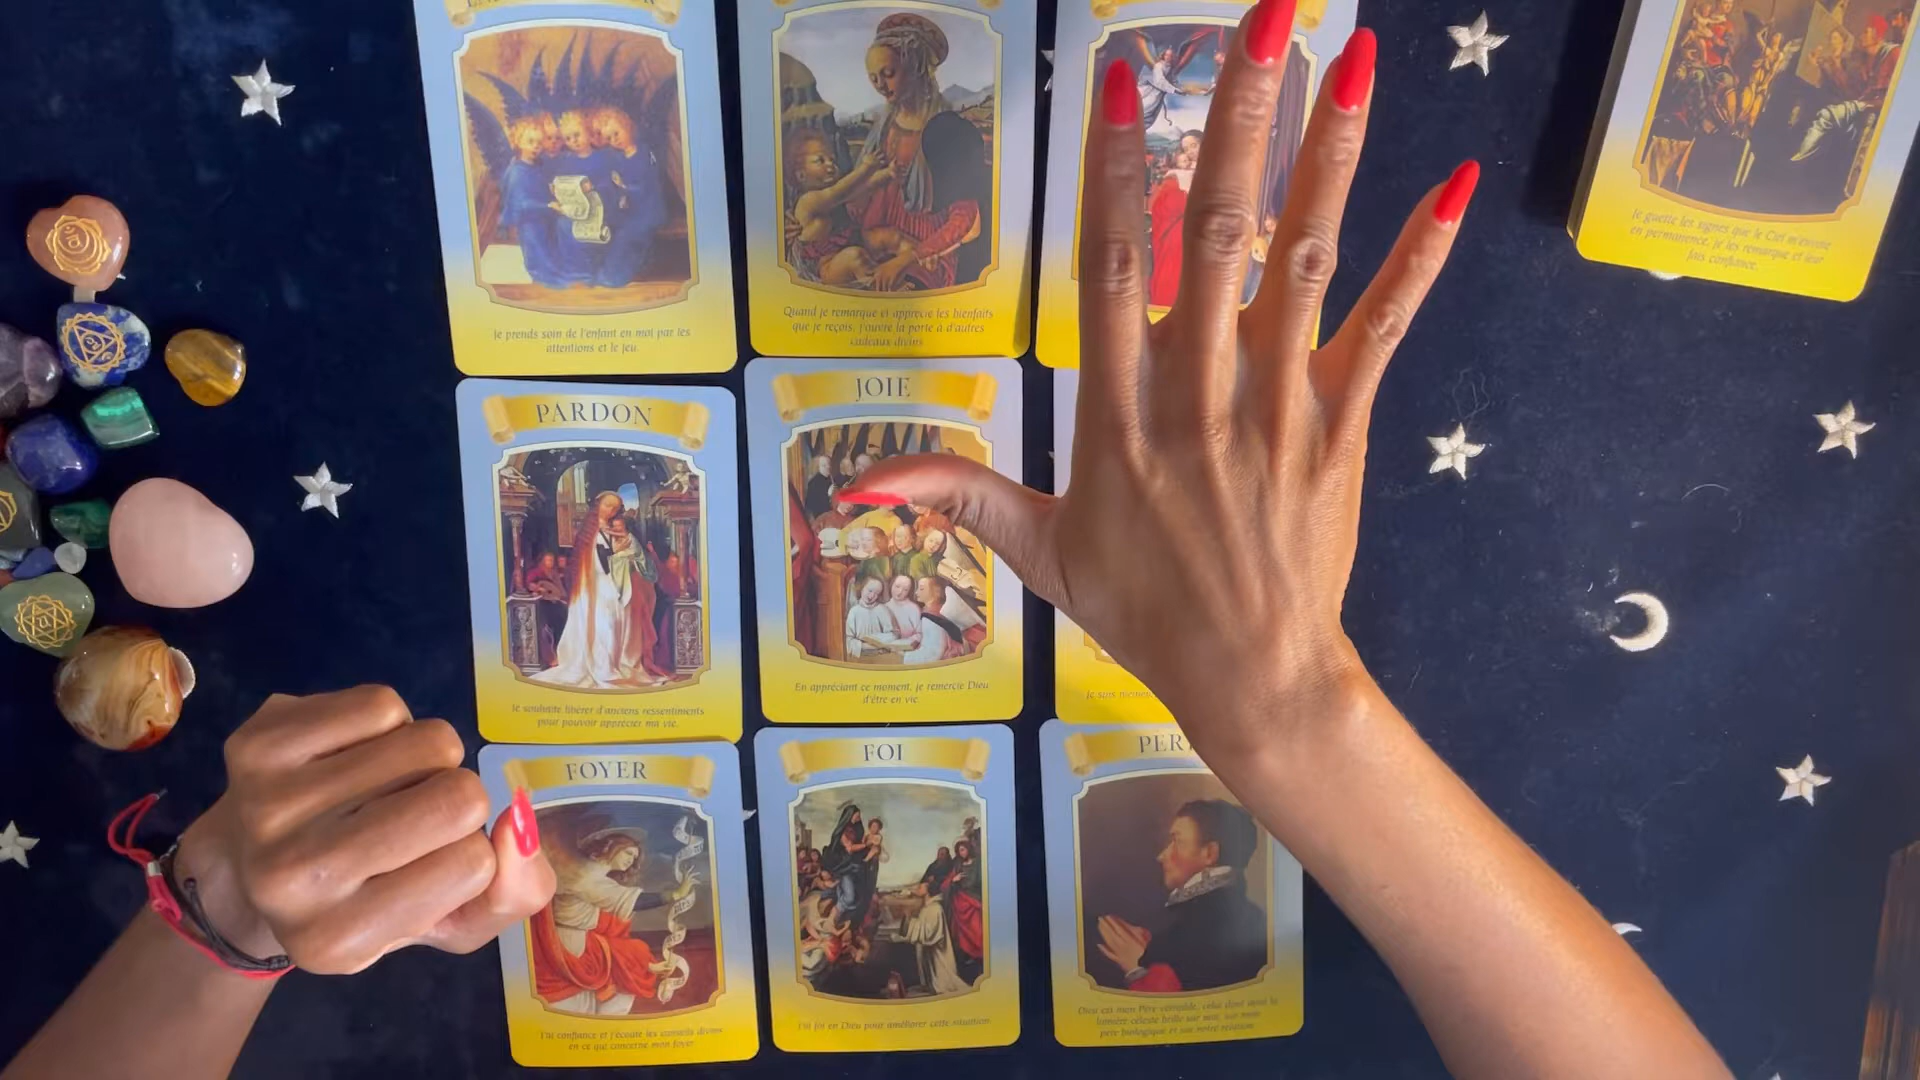 Je prends soin de l'enfant en moi par les
attentions et le jeu.
Quand je remarque et apprécie les bienfaits
que je reçois, j'ouvre la porte à d'autres
cadeaux divins
Je guette les signes que le Ciel m'envoie
en permanence, je les remarque et leur
fais confiance.
PARDON
Je souhaite libérer d'anciens ressentiments
pour pouvoir apprécier ma vie.
JOIE
En appréciant ce moment, je remercie Dieu
d'être en vie.
Je suis
FOYER
J'ai confiance et j'écoute les conseils divins
en ce qui concerne mon foyer
FOI
J'ai foi en Dieu pour améliorer cette situation.
PER
Dieu est mon Père véritable, celui dont
lumière céleste brille sur moi, sur mon
père biologique et sur notre relation.